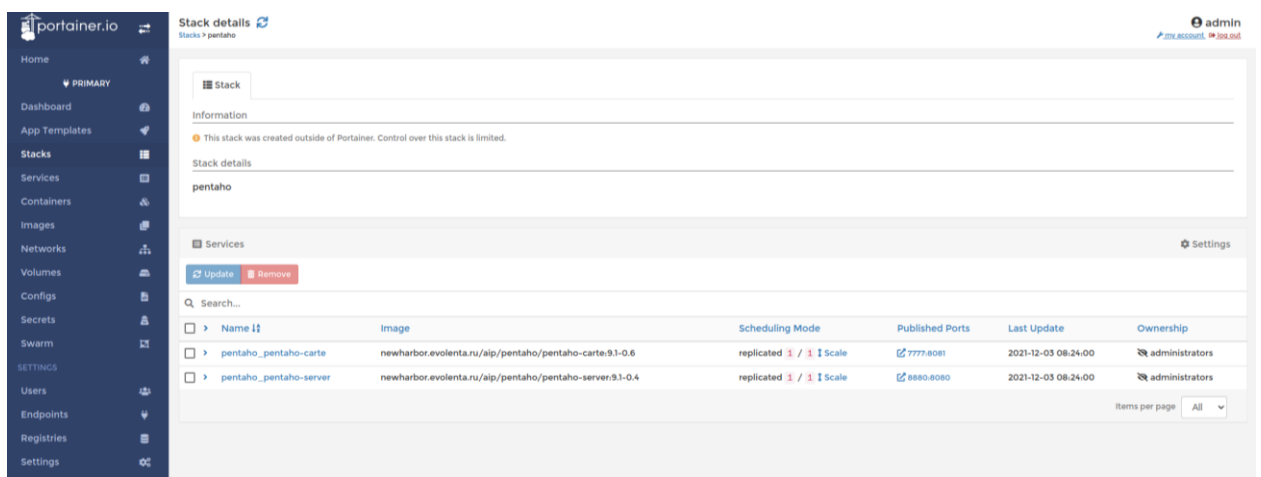 portainer.io
Stack details
admin
Stacks > pentaho
my account log out
Home
PRIMARY
Dashboard
App Templates
Stacks
Services
Containers
Images
Networks
Volumes
Configs
Secrets
Swarm
SETTINGS
Users
Endpoints
Registries
Settings
Stack
Information
This stack was created outside of Portainer. Control over this stack is limited.
Stack details
pentaho
Services
Settings
Update Remove
Search...
Name Image Scheduling Mode Published Ports Last Update Ownership
pentaho_pentaho-carte newharbor.evolenta.ru/aip/pentaho/pentaho-carte:9.1-0.6 replicated 1 / 1 Scale 7777:8081 2021-12-03 08:24:00 administrators
pentaho_pentaho-server newharbor.evolenta.ru/aip/pentaho/pentaho-server:9.1-0.4 replicated 1 / 1 Scale 8880:8080 2021-12-03 08:24:00 administrators
Items per page All